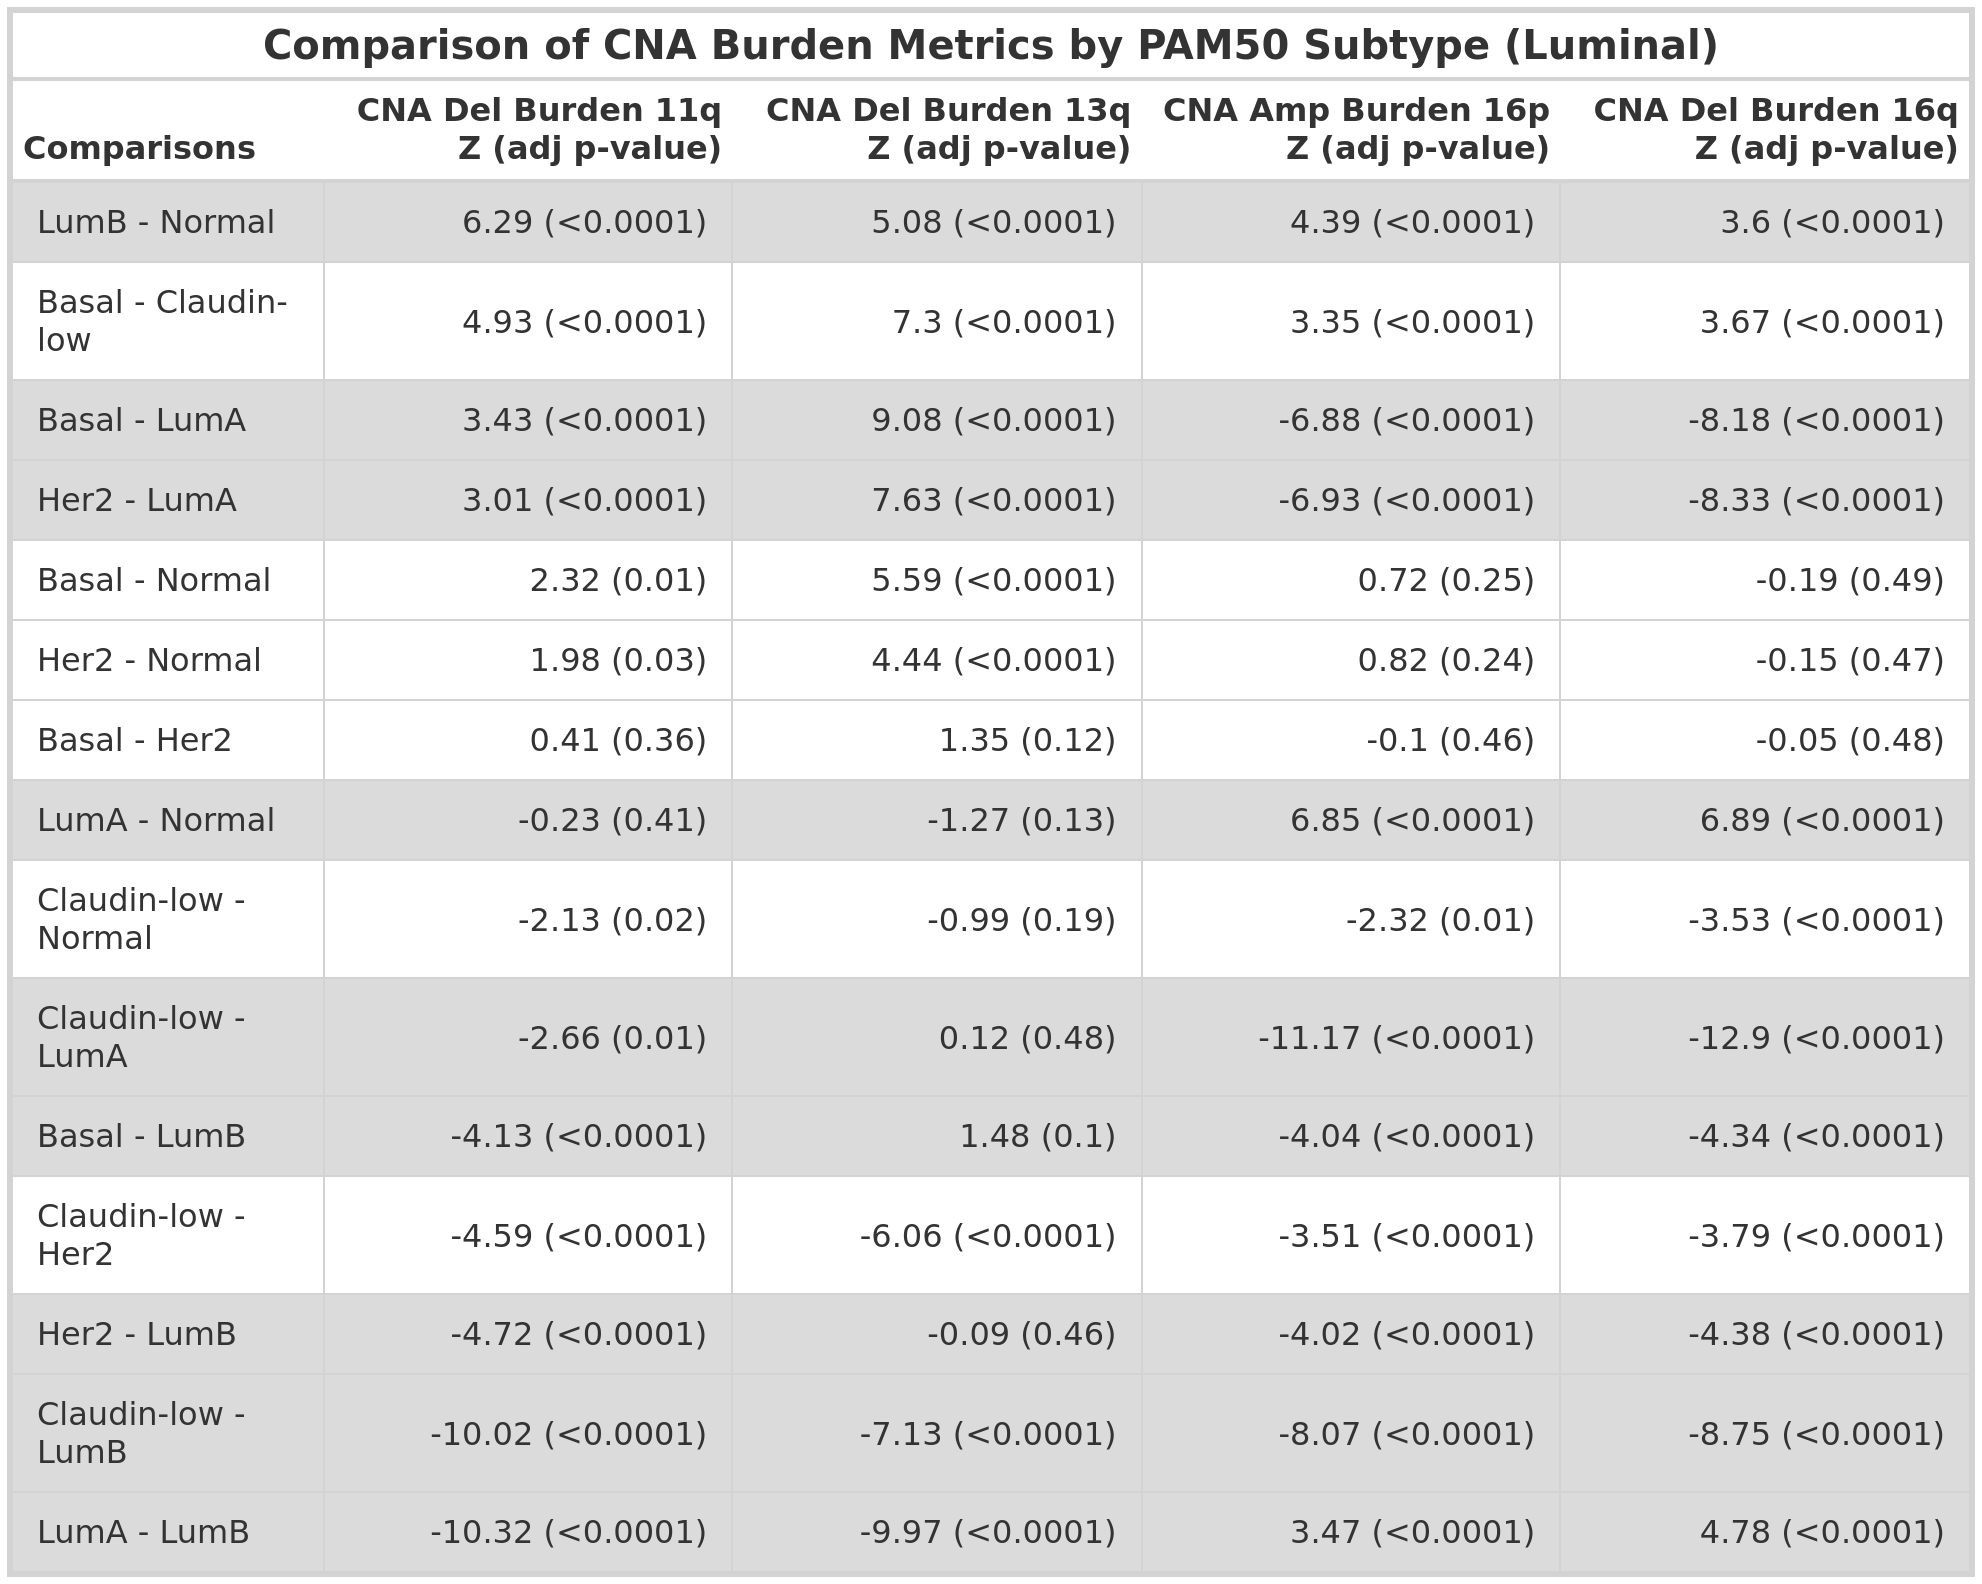 Comparison of CNA Burden Metrics by PAM50 Subtype (Luminal)
Comparisons CNA Del Burden 11q Z (adj p-value) CNA Del Burden 13q Z (adj p-value) CNA Amp Burden 16p Z (adj p-value) CNA Del Burden 16q Z (adj p-value)
LumB - Normal 6.29 (<0.0001) 5.08 (<0.0001) 4.39 (<0.0001) 3.6 (<0.0001)
Basal - Claudin-low 4.93 (<0.0001) 7.3 (<0.0001) 3.35 (<0.0001) 3.67 (<0.0001)
Basal - LumA 3.43 (<0.0001) 9.08 (<0.0001) -6.88 (<0.0001) -8.18 (<0.0001)
Her2 - LumA 3.01 (<0.0001) 7.63 (<0.0001) -6.93 (<0.0001) -8.33 (<0.0001)
Basal - Normal 2.32 (0.01) 5.59 (<0.0001) 0.72 (0.25) -0.19 (0.49)
Her2 - Normal 1.98 (0.03) 4.44 (<0.0001) 0.82 (0.24) -0.15 (0.47)
Basal - Her2 0.41 (0.36) 1.35 (0.12) -0.1 (0.46) -0.05 (0.48)
LumA - Normal -0.23 (0.41) -1.27 (0.13) 6.85 (<0.0001) 6.89 (<0.0001)
Claudin-low - Normal -2.13 (0.02) -0.99 (0.19) -2.32 (0.01) -3.53 (<0.0001)
Claudin-low - LumA -2.66 (0.01) 0.12 (0.48) -11.17 (<0.0001) -12.9 (<0.0001)
Basal - LumB -4.13 (<0.0001) 1.48 (0.1) -4.04 (<0.0001) -4.34 (<0.0001)
Claudin-low - Her2 -4.59 (<0.0001) -6.06 (<0.0001) -3.51 (<0.0001) -3.79 (<0.0001)
Her2 - LumB -4.72 (<0.0001) -0.09 (0.46) -4.02 (<0.0001) -4.38 (<0.0001)
Claudin-low - LumB -10.02 (<0.0001) -7.13 (<0.0001) -8.07 (<0.0001) -8.75 (<0.0001)
LumA - LumB -10.32 (<0.0001) -9.97 (<0.0001) 3.47 (<0.0001) 4.78 (<0.0001)